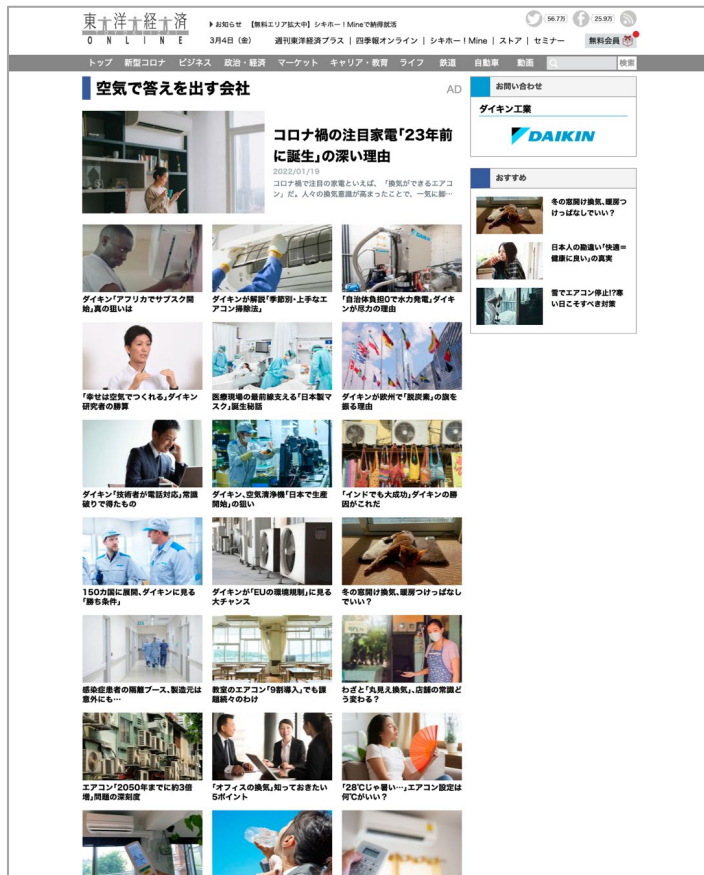 東洋経済
ONLINE
▶お知らせ 【無料エリア拡大中】シキホー!Mineで納得就活
56.7万
25.9万
3月4日(金)
週刊東洋経済プラス | 四季報オンライン | シキホー!Mine | ストア | セミナー
無料会員
トップ 新型コロナ ビジネス 政治・経済 マーケット キャリア・教育 ライフ 鉄道 自動車 動画 検索
空気で答えを出す会社
AD
コロナ禍の注目家電「23年前
に誕生」の深い理由
2022/01/19
コロナ禍で注目の家電といえば、「換気ができるエアコ
ン」だ。人々の換気意識が高まったことで、一気に脚…
お問い合わせ
ダイキン工業
DAIKIN
おすすめ
冬の窓開け換気、暖房つ
けっぱなしでいい?
日本人の勘違い「快適=
健康に良い」の真実
雪でエアコン停止!?寒
い日こそすべき対策
ダイキン「アフリカでサブスク開
始」真の狙いは
ダイキンが解説「季節別・上手なエ
アコン掃除法」
DAIKIN
「自治体負担0で水力発電」ダイキ
ンが尽力の理由
「幸せは空気でつくれる」ダイキン
研究者の勝算
医療現場の最前線支える「日本製マ
スク」誕生秘話
ダイキンが欧州で「脱炭素」の旗を
振る理由
ダイキン「技術者が電話対応」常識
破りで得たもの
ダイキン、空気清浄機「日本で生産
開始」の狙い
「インドでも大成功」ダイキンの勝
因がこれだ
150カ国に展開、ダイキンに見る
「勝ち条件」
ダイキンが「EUの環境規制」に見る
大チャンス
冬の窓開け換気、暖房つけっぱなし
でいい?
感染症患者の隔離ブース、製造元は
意外にも…
教室のエアコン「9割導入」でも課
題続々のわけ
わざと「丸見え換気」、店舗の常識ど
う変わる?
エアコン「2050年までに約3倍
増」問題の深刻度
「オフィスの換気」知っておきたい
5ポイント
「28℃じゃ暑い…」エアコン設定は
何℃がいい?